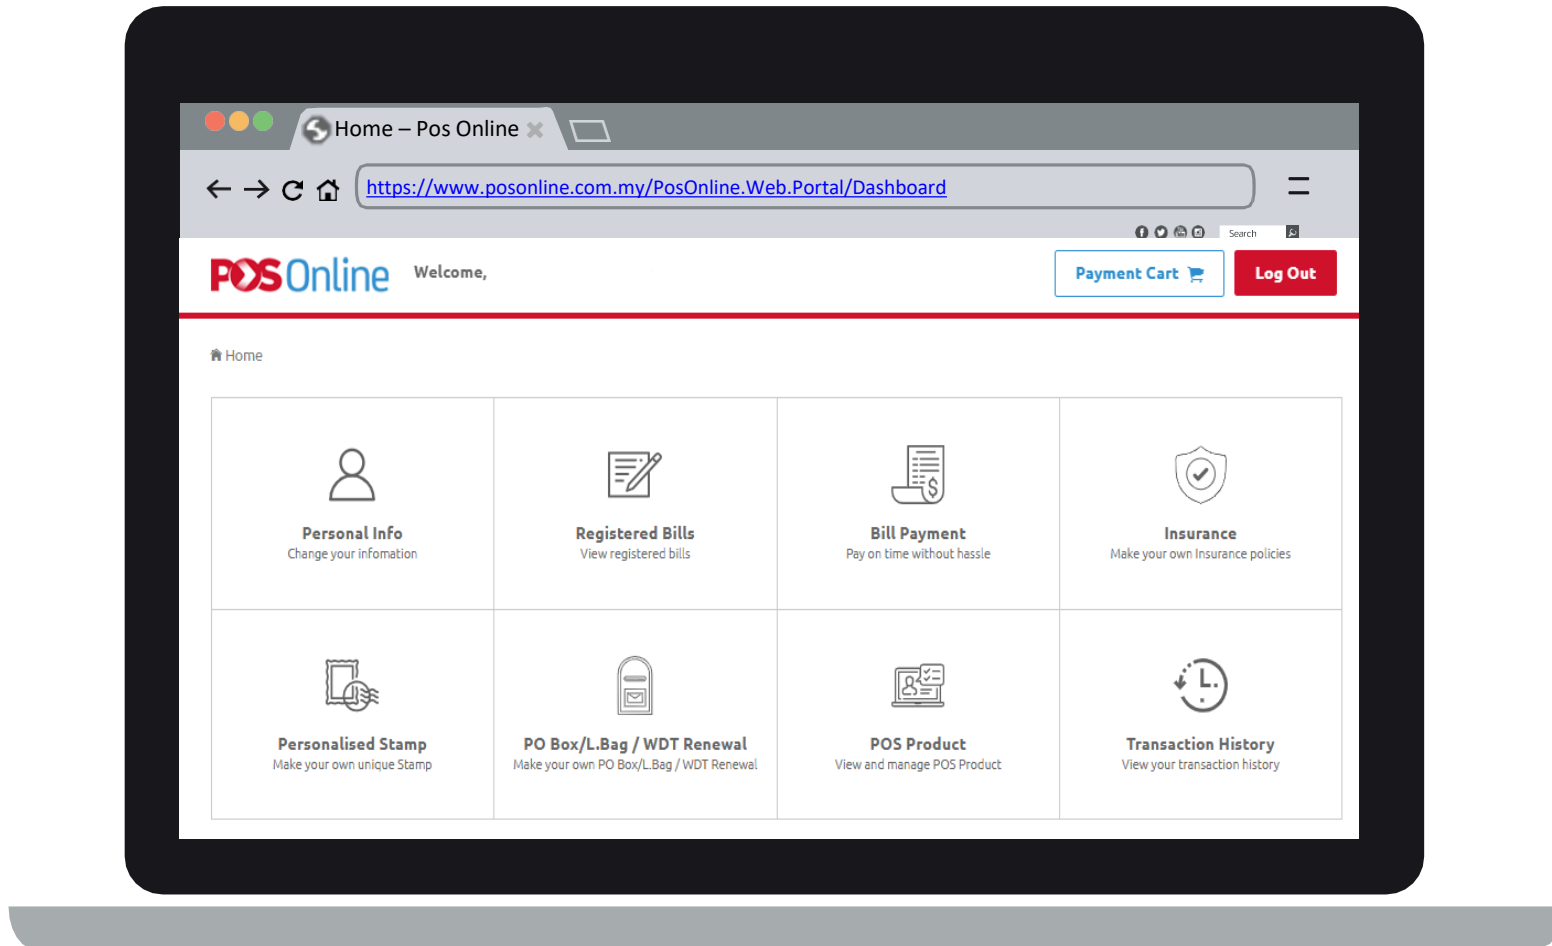 Home – Pos Online
https://www.posonline.com.my/PosOnline.Web.Portal/Dashboard
Search
POS Online Welcome, Payment Cart Log Out
Home
Personal Info
Change your infomation
Registered Bills
View registered bills
Bill Payment
Pay on time without hassle
Insurance
Make your own Insurance policies
Personalised Stamp
Make your own unique Stamp
PO Box/L.Bag / WDT Renewal
Make your own PO Box/L.Bag / WDT Renewal
POS Product
View and manage POS Product
Transaction History
View your transaction history